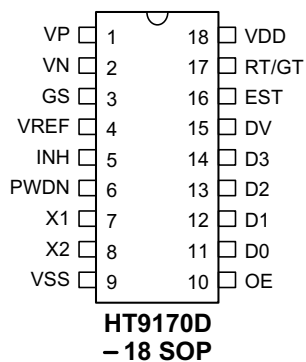 VP 1 18 VDD
VN 2 17 RT/GT
GS 3 16 EST
VREF 4 15 DV
INH 5 14 D3
PWDN 6 13 D2
X1 7 12 D1
X2 8 11 D0
VSS 9 10 OE
HT9170D
– 18 SOP